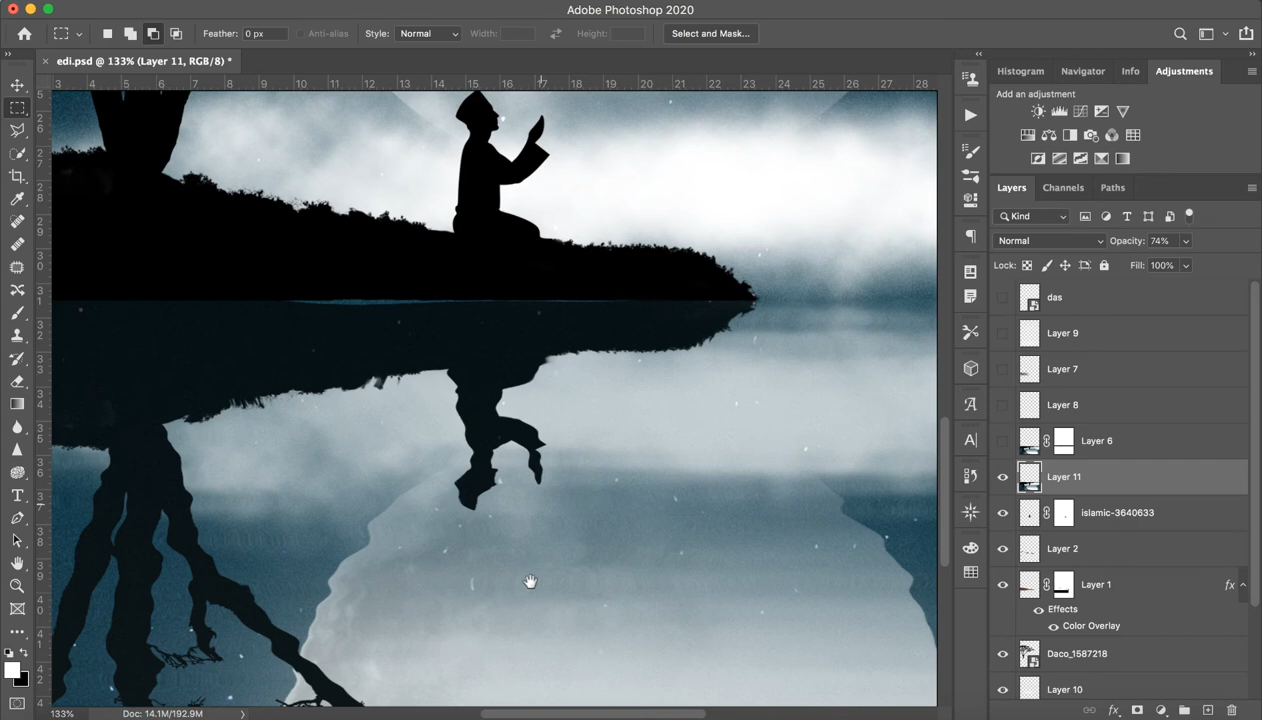 Adobe Photoshop 2020
Feather: 0 px Anti-alias Style: Normal Width: Height: Select and Mask...
edi.psd @ 133% (Layer 11, RGB/8) *
3 4 5 6 7 8 9 10 11 12 13 14 15 16 17 18 19 20 21 22 23 24 25 26 27 28
Histogram Navigator Info Adjustments
Add an adjustment
Layers Channels Paths
Kind
Normal Opacity: 74%
Lock: Fill: 100%
das
Layer 9
Layer 7
Layer 8
Layer 6
Layer 11
islamic-3640633
Layer 2
Layer 1 fx
Effects
Color Overlay
Daco_1587218
Layer 10
133% Doc: 14.1M/192.9M